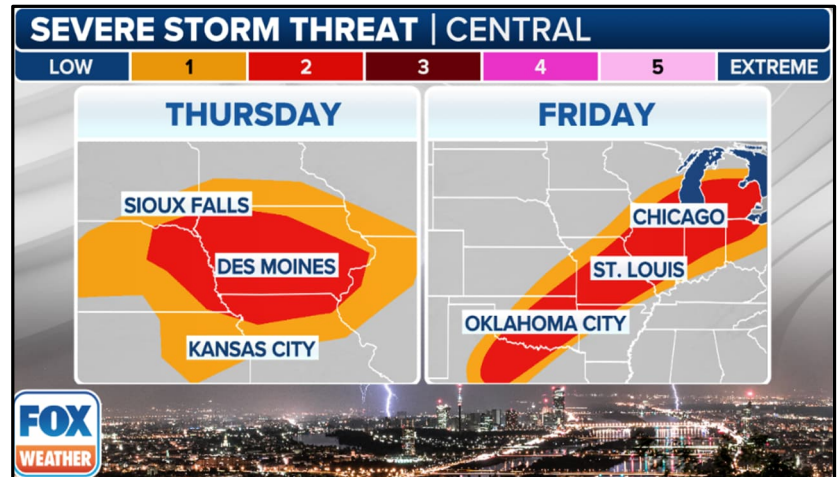 SEVERE STORM THREAT | CENTRAL
LOW 1 2 3 4 5 EXTREME
THURSDAY
SIOUX FALLS
DES MOINES
KANSAS CITY
FRIDAY
CHICAGO
ST. LOUIS
OKLAHOMA CITY
FOX
WEATHER